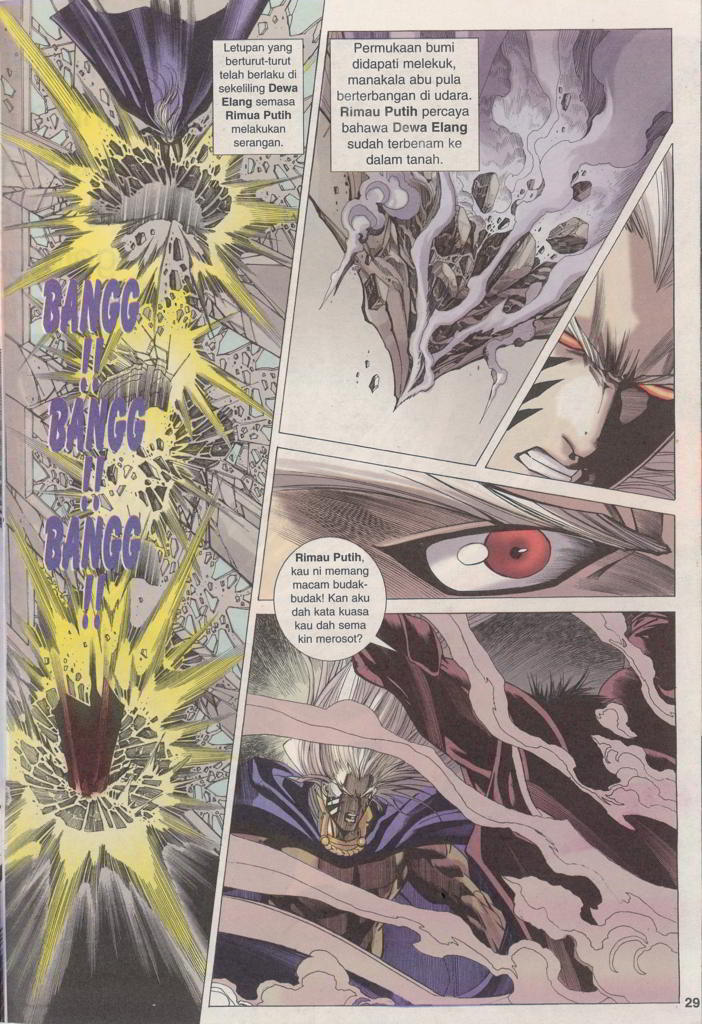 Letupan yang
berturut-turut
telah berlaku di
sekeliling Dewa
Elang semasa
Rimua Putih
melakukan
serangan.
Permukaan bumi
didapati melekuk,
manakala abu pula
berterbangan di udara.
Rimau Putih percaya
bahawa Dewa Elang
sudah terbenam ke
dalam tanah.
BANGG
!!
BANGG
!!
BANGG
!!
Rimau Putih,
kau ni memang
macam budak-
budak! Kan aku
dah kata kuasa
kau dah sema
kin merosot?
29